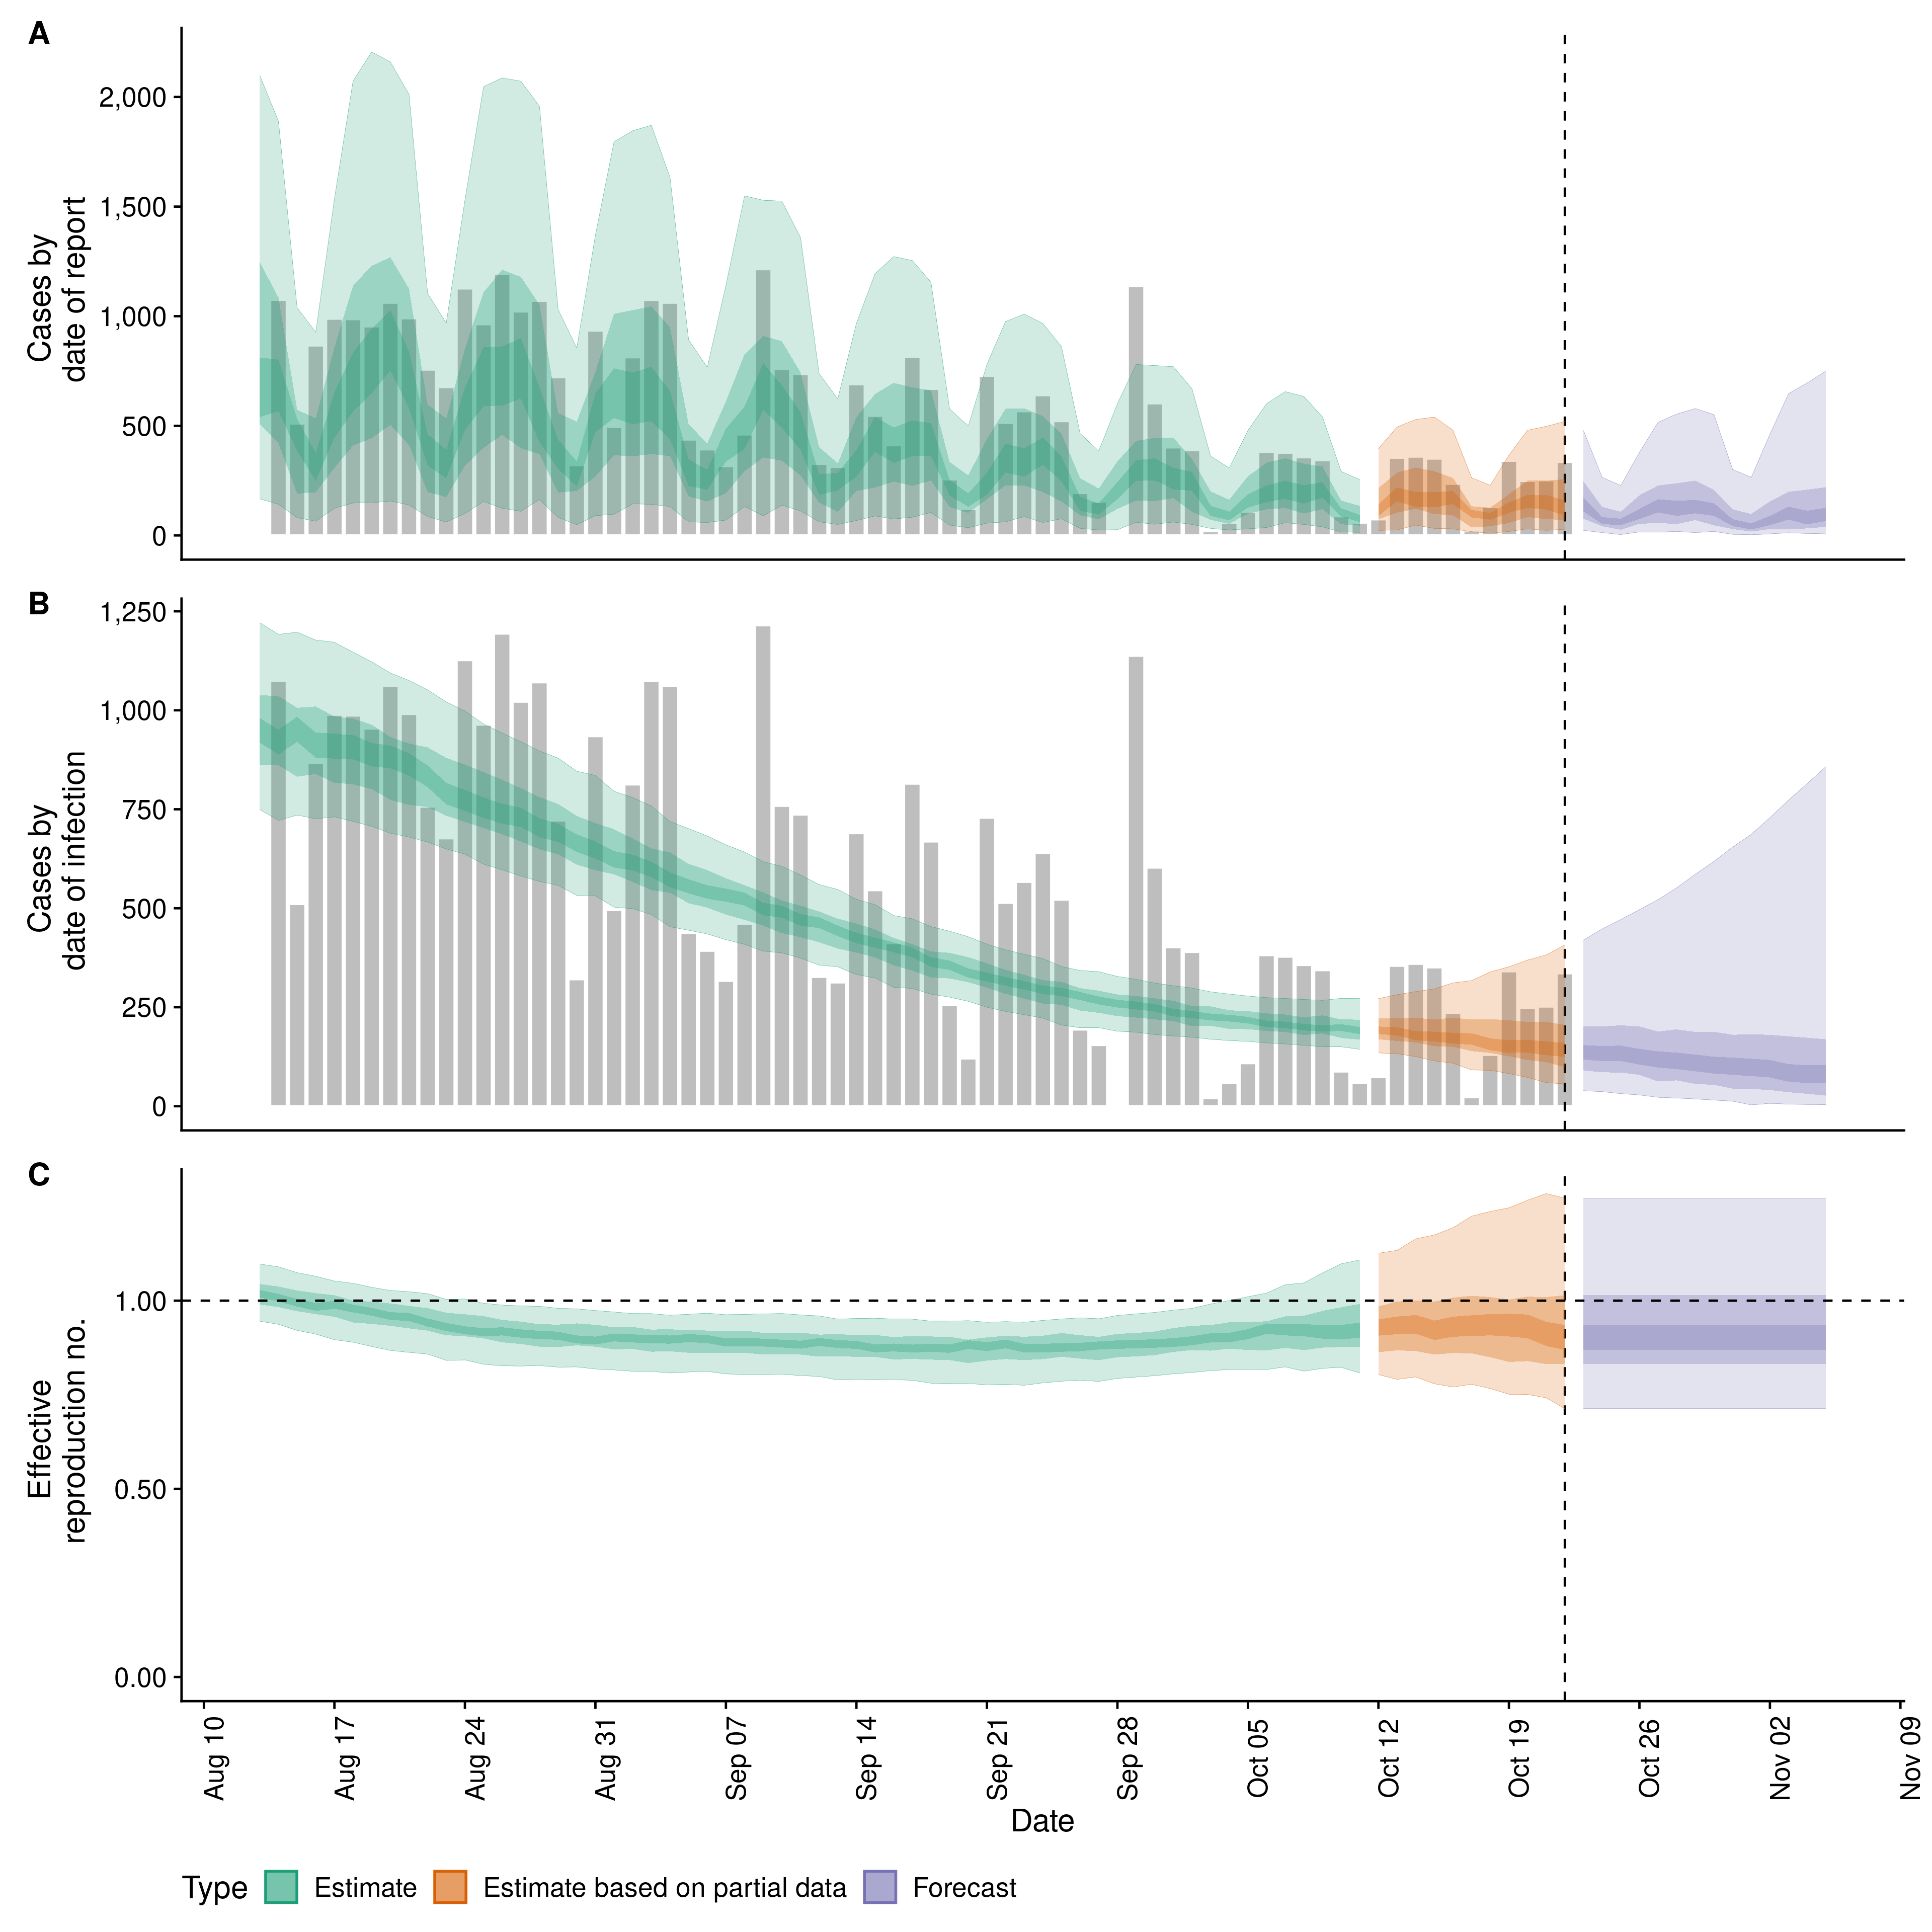 A
2,000
1,500
1,000
500
0
Cases by
date of report
B
1,250
1,000
750
500
250
0
Cases by
date of infection
C
1.00
0.50
0.00
Effective
reproduction no.
Aug 10
Aug 17
Aug 24
Aug 31
Sep 07
Sep 14
Sep 21
Sep 28
Oct 05
Oct 12
Oct 19
Oct 26
Nov 02
Nov 09
Date
Type Estimate Estimate based on partial data Forecast